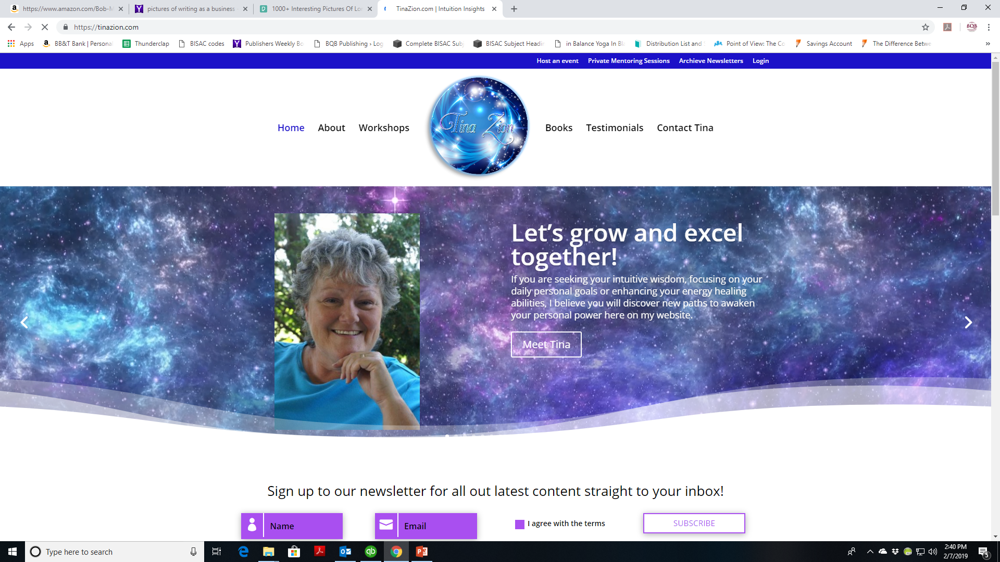 https://www.amazon.com/Bob-M
pictures of writing as a business
1000+ Interesting Pictures Of Lo
TinaZion.com | Intuition Insights
https://tinazion.com
BQB
Apps
BB&T Bank | Personal
Thunderclap
BISAC codes
Publishers Weekly Bo
BQB Publishing › Log
Complete BISAC Subj
BISAC Subject Headin
in Balance Yoga In Bla
Distribution List and
Point of View: The Co
Savings Account
The Difference Betwe
Host an event
Private Mentoring Sessions
Archieve Newsletters
Login
Home
About
Workshops
Tina Zion
Books
Testimonials
Contact Tina
Let's grow and excel
together!
If you are seeking your intuitive wisdom, focusing on your
daily personal goals or enhancing your energy healing
abilities, I believe you will discover new paths to awaken
your personal power here on my website.
Meet Tina
Sign up to our newsletter for all out latest content straight to your inbox!
Name
Email
I agree with the terms
SUBSCRIBE
Type here to search
2:40 PM
2/7/2019
5